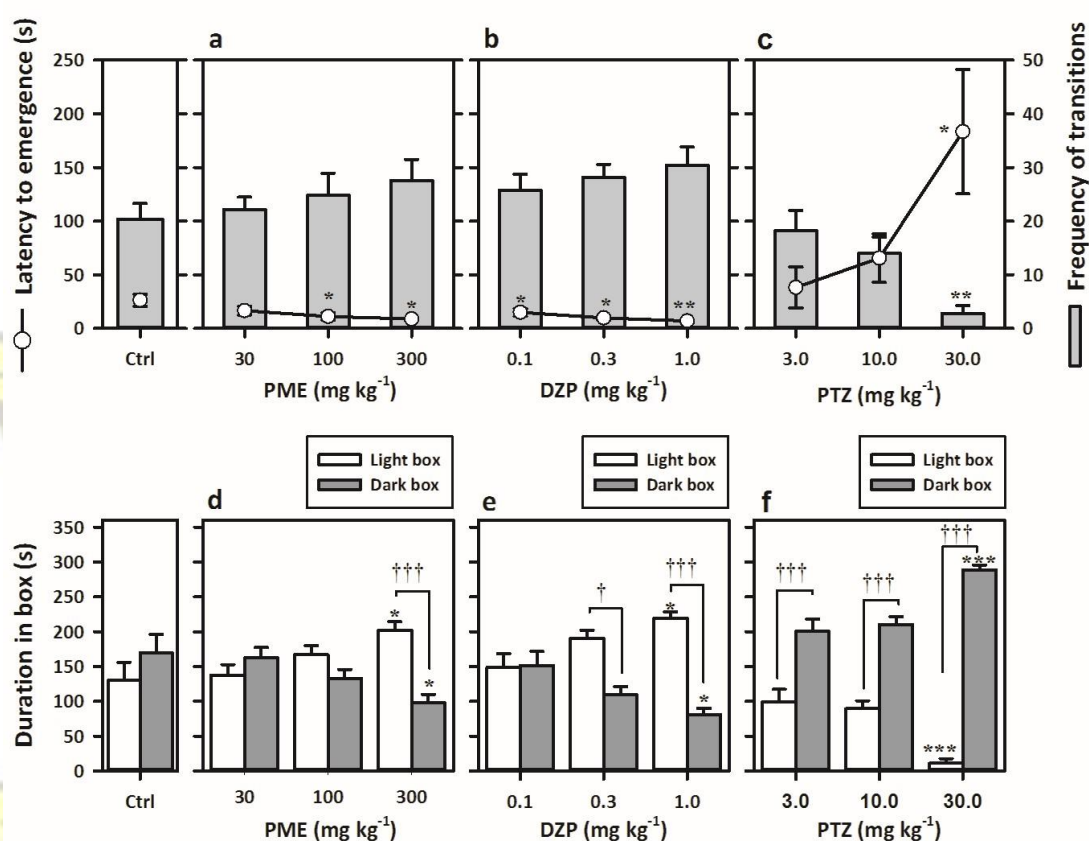 a b c
Latency to emergence (s)
250
200
150
100
50
0
* *
* * **
* **
50
40
30
20
10
0
Frequency of transitions
Ctrl 30 100 300 0.1 0.3 1.0 3.0 10.0 30.0
PME (mg kg⁻¹) DZP (mg kg⁻¹) PTZ (mg kg⁻¹)
Light box Light box Light box
Dark box Dark box Dark box
d e f
Duration in box (s)
350
300
250
200
150
100
50
0
††† * *
† ††† * *
††† ††† ††† *** ***
Ctrl 30 100 300 0.1 0.3 1.0 3.0 10.0 30.0
PME (mg kg⁻¹) DZP (mg kg⁻¹) PTZ (mg kg⁻¹)